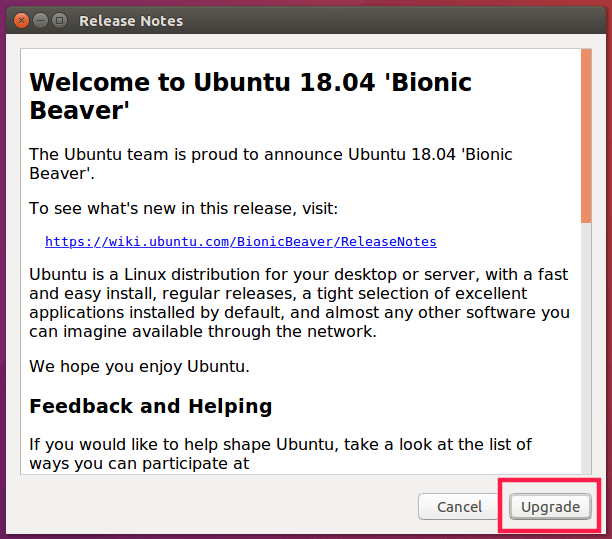 Release Notes
Welcome to Ubuntu 18.04 'Bionic
Beaver'
The Ubuntu team is proud to announce Ubuntu 18.04 'Bionic
Beaver'.
To see what's new in this release, visit:
https://wiki.ubuntu.com/BionicBeaver/ReleaseNotes
Ubuntu is a Linux distribution for your desktop or server, with a fast
and easy install, regular releases, a tight selection of excellent
applications installed by default, and almost any other software you
can imagine available through the network.
We hope you enjoy Ubuntu.
Feedback and Helping
If you would like to help shape Ubuntu, take a look at the list of
ways you can participate at
Cancel Upgrade